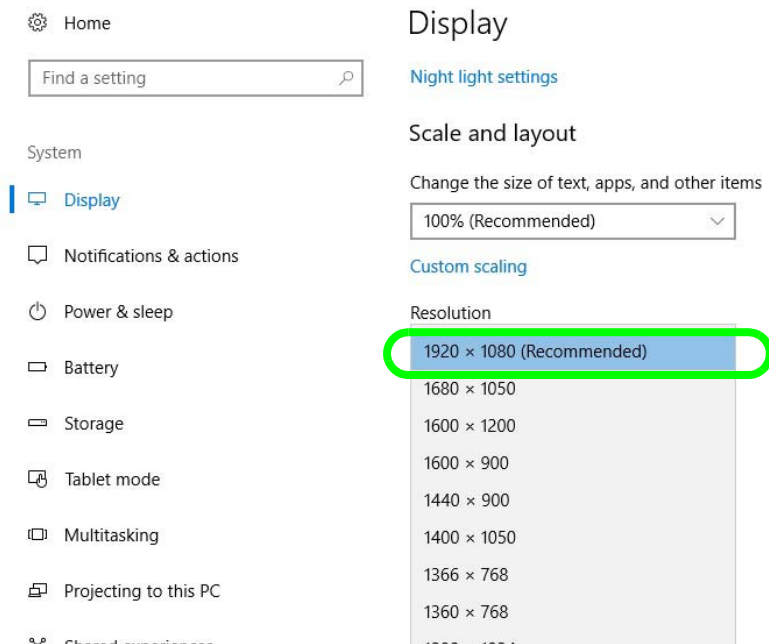 Home
Find a setting
System
Display
Notifications & actions
Power & sleep
Battery
Storage
Tablet mode
Multitasking
Projecting to this PC
Shared experiences
Display
Night light settings
Scale and layout
Change the size of text, apps, and other items
100% (Recommended)
Custom scaling
Resolution
1920 × 1080 (Recommended)
1680 × 1050
1600 × 1200
1600 × 900
1440 × 900
1400 × 1050
1366 × 768
1360 × 768